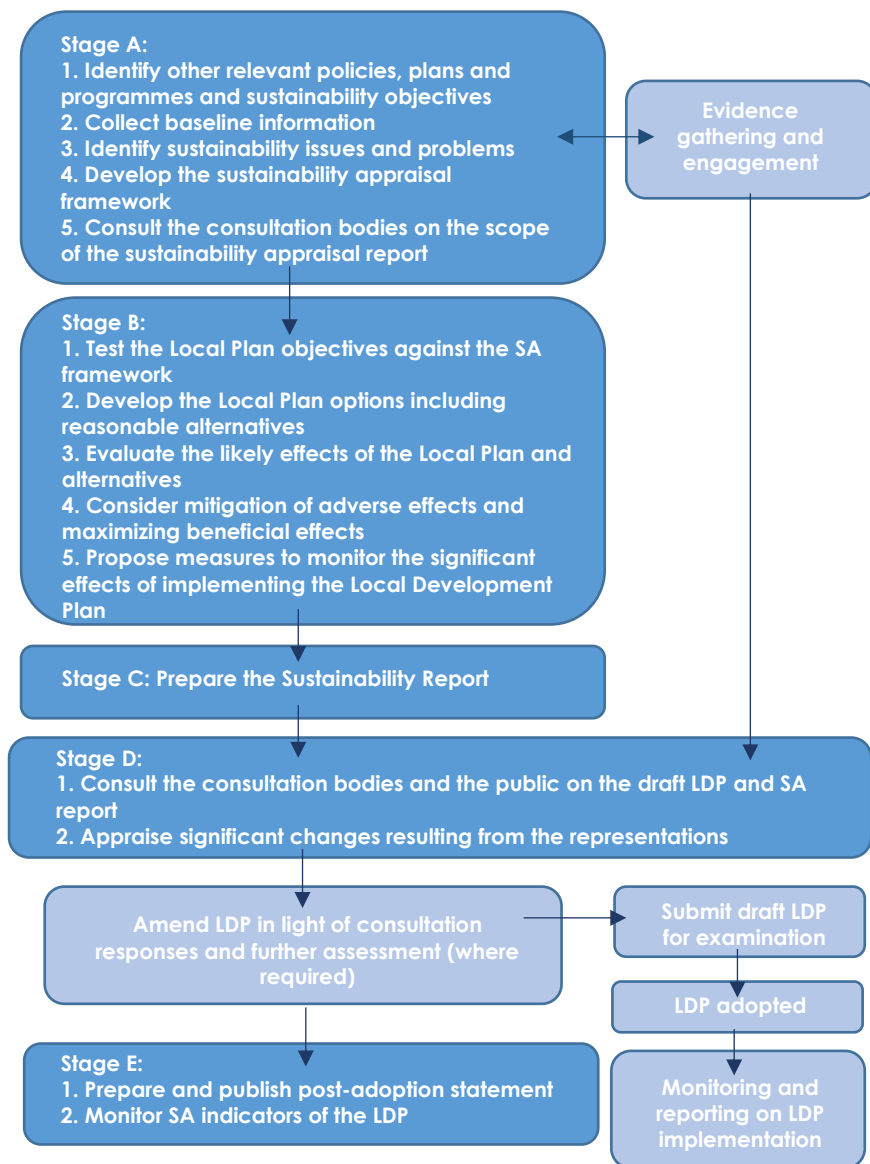 Stage A:
1. Identify other relevant policies, plans and
programmes and sustainability objectives
2. Collect baseline information
3. Identify sustainability issues and problems
4. Develop the sustainability appraisal
framework
5. Consult the consultation bodies on the scope
of the sustainability appraisal report
Evidence
gathering and
engagement
Stage B:
1. Test the Local Plan objectives against the SA
framework
2. Develop the Local Plan options including
reasonable alternatives
3. Evaluate the likely effects of the Local Plan and
alternatives
4. Consider mitigation of adverse effects and
maximizing beneficial effects
5. Propose measures to monitor the significant
effects of implementing the Local Development
Plan
Stage C: Prepare the Sustainability Report
Stage D:
1. Consult the consultation bodies and the public on the draft LDP and SA
report
2. Appraise significant changes resulting from the representations
Amend LDP in light of consultation
responses and further assessment (where
required)
Submit draft LDP
for examination
LDP adopted
Stage E:
1. Prepare and publish post-adoption statement
2. Monitor SA indicators of the LDP
Monitoring and
reporting on LDP
implementation